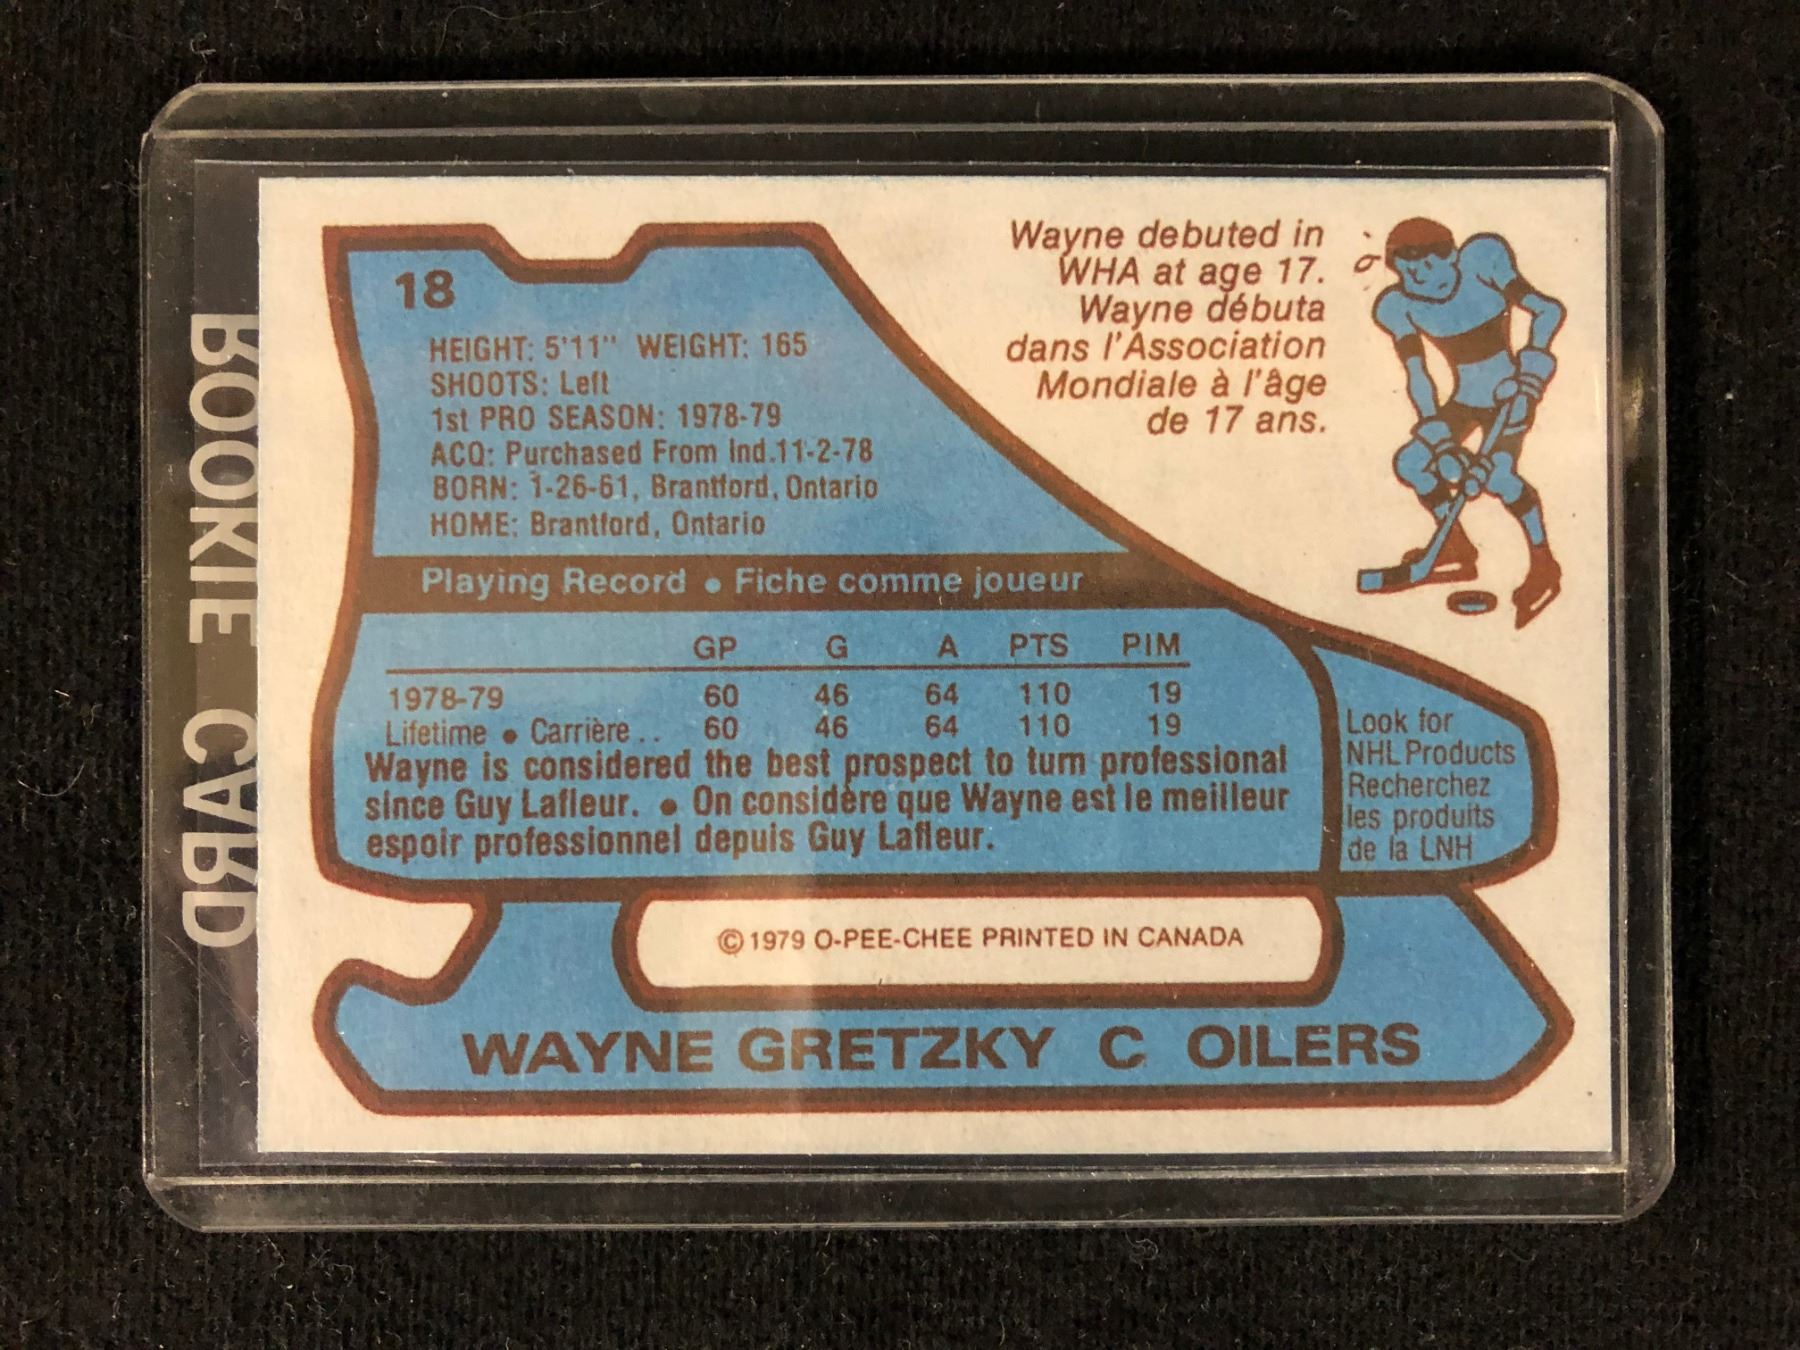 18
HEIGHT: 5'11" WEIGHT: 165
SHOOTS: Left
1st PRO SEASON: 1978-79
ACQ: Purchased From Ind.11-2-78
BORN: 1-26-61, Brantford, Ontario
HOME: Brantford, Ontario
Wayne debuted in
WHA at age 17.
Wayne débuta
dans l'Association
Mondiale à l'âge
de 17 ans.
Playing Record • Fiche comme joueur
GP G A PTS PIM
1978-79 60 46 64 110 19
Lifetime • Carrière .. 60 46 64 110 19
Wayne is considered the best prospect to turn professional
since Guy Lafleur. • On considère que Wayne est le meilleur
espoir professionnel depuis Guy Lafleur.
Look for
NHL Products
Recherchez
les produits
de la LNH
© 1979 O-PEE-CHEE PRINTED IN CANADA
WAYNE GRETZKY C OILERS
ROOKIE CARD